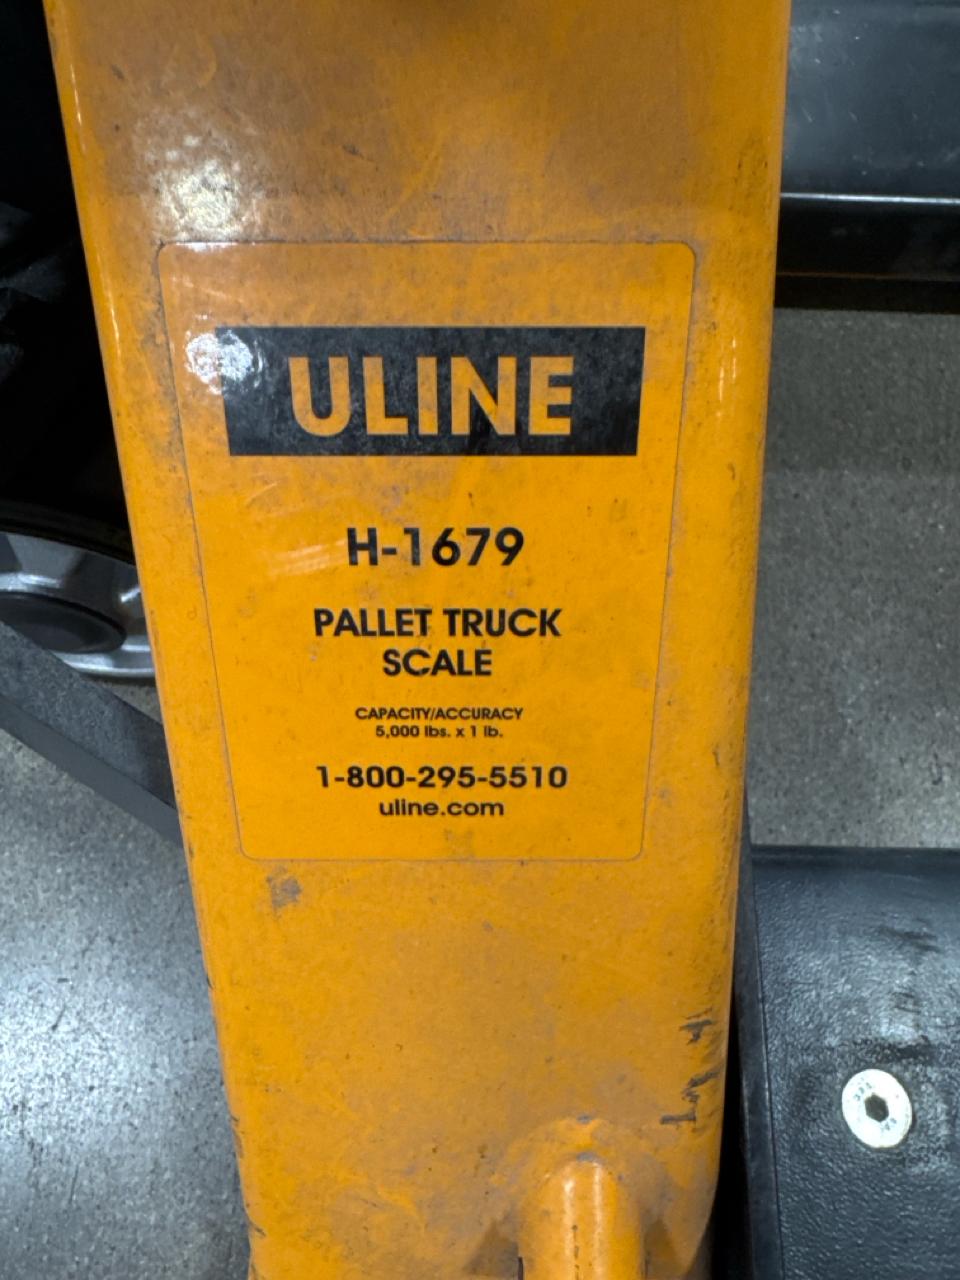 ULINE
H-1679
PALLET TRUCK
SCALE
CAPACITY/ACCURACY
5,000 lbs. x 1 lb.
1-800-295-5510
uline.com